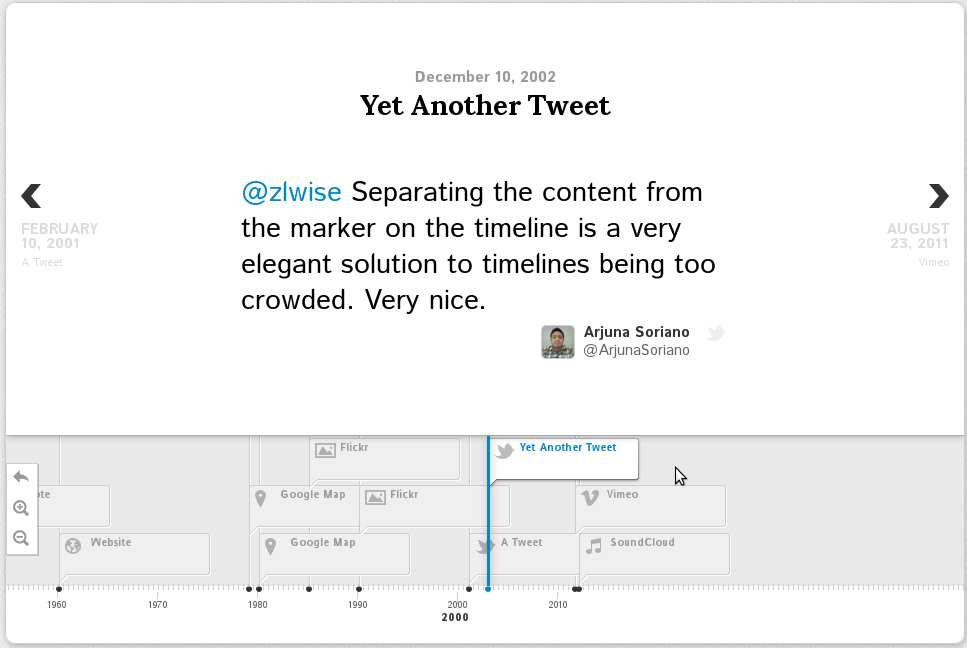 December 10, 2002
Yet Another Tweet
@zlwise Separating the content from
the marker on the timeline is a very
elegant solution to timelines being too
crowded. Very nice.
Arjuna Soriano
@ArjunaSoriano
FEBRUARY
10, 2001
A Tweet
AUGUST
23, 2011
Vimeo
Flickr
Yet Another Tweet
ote
Google Map
Flickr
Vimeo
Website
Google Map
A Tweet
SoundCloud
1960
1970
1980
1990
2000
2010
2000